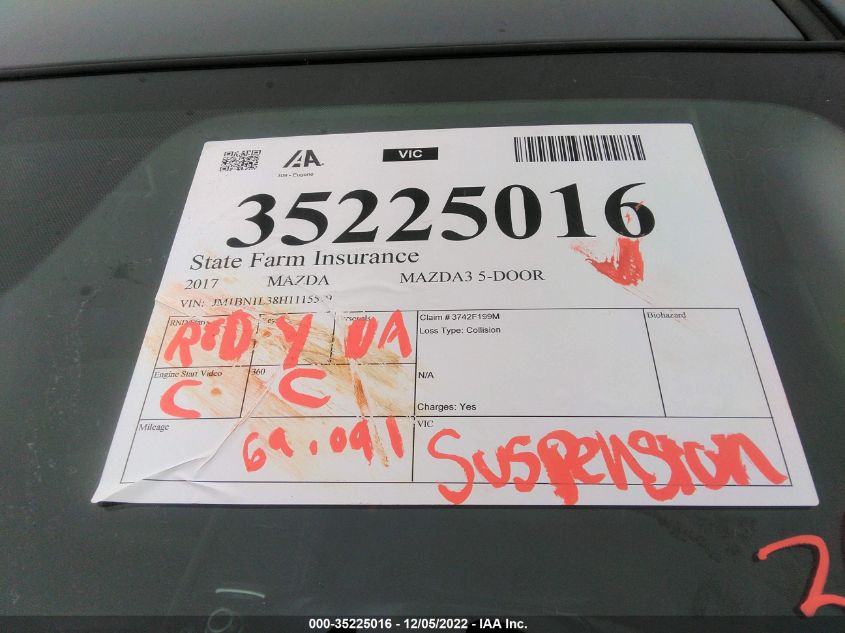 IAA VIC
35225016
State Farm Insurance
2017 MAZDA MAZDA3 5-DOOR
VIN:
Claim # 3742F199M Biohazard
Loss Type: Collision
R&D Y
Engine Start Video 360
C C
N/A
Charges: Yes
Mileage VIC
69,091 Suspension
000-35225016 - 12/05/2022 - IAA Inc.